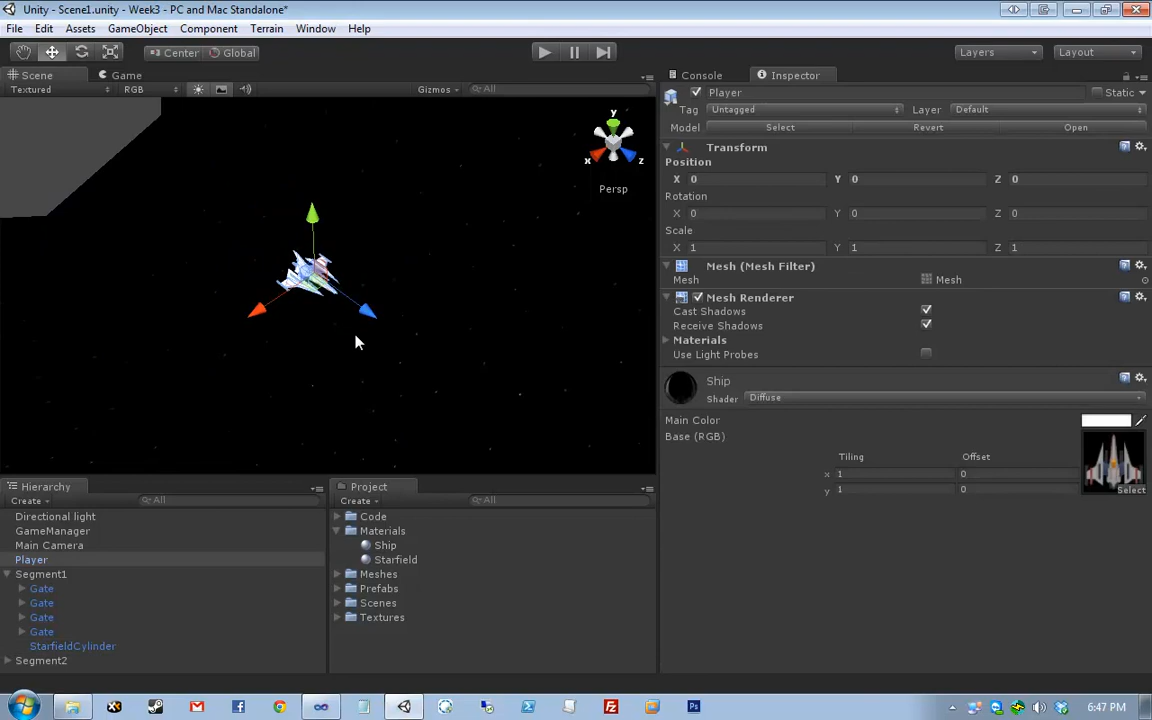 Unity - Scene1.unity - Week3 - PC and Mac Standalone*
File Edit Assets GameObject Component Terrain Window Help
Center Global Layers Layout
Scene Game Console Inspector
Textured RGB Gizmos All
Player Static
Tag Untagged Layer Default
Model Select Revert Open
Transform
Position
X 0 Y 0 Z 0
Rotation
X 0 Y 0 Z 0
Scale
X 1 Y 1 Z 1
Mesh (Mesh Filter)
Mesh Mesh
Mesh Renderer
Cast Shadows
Receive Shadows
Materials
Use Light Probes
Ship
Shader Diffuse
Main Color
Base (RGB)
Tiling Offset
x 1 0
y 1 0
Select
y
x z
Persp
Hierarchy
Create All
Directional light
GameManager
Main Camera
Player
Segment1
Gate
Gate
Gate
Gate
StarfieldCylinder
Segment2
Project
Create All
Code
Materials
Ship
Starfield
Meshes
Prefabs
Scenes
Textures
6:47 PM